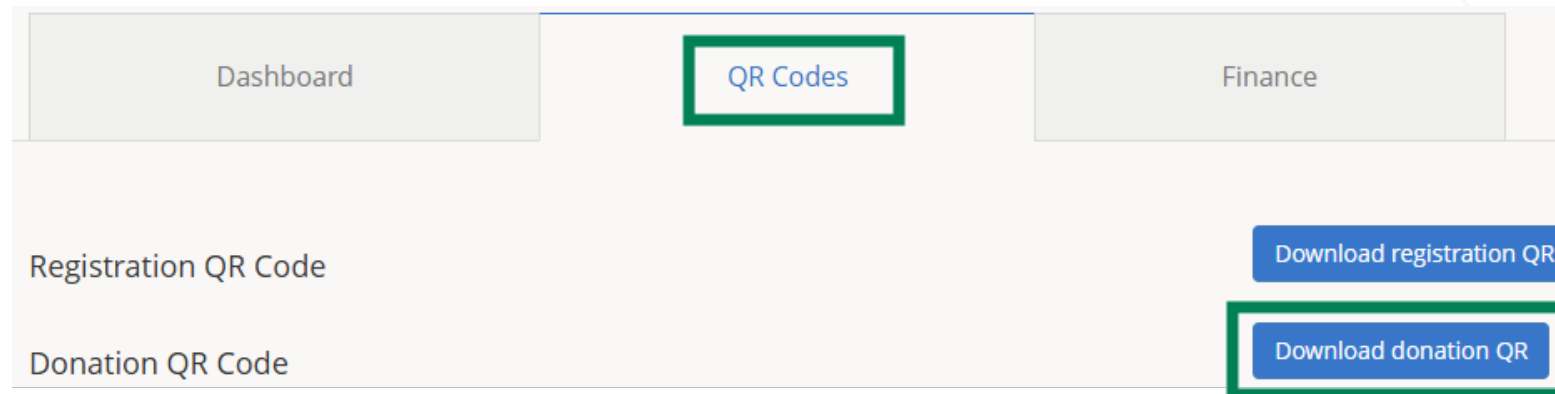 Dashboard QR Codes Finance
Registration QR Code Download registration QR
Donation QR Code Download donation QR